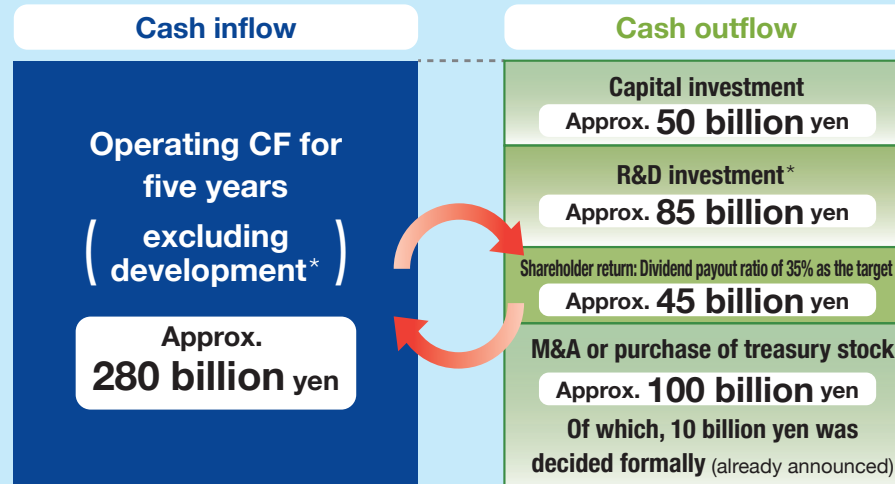 Cash inflow
Operating CF for
five years
( excluding
development* )
Approx.
280 billion yen
Cash outflow
Capital investment
Approx. 50 billion yen
R&D investment*
Approx. 85 billion yen
Shareholder return: Dividend payout ratio of 35% as the target
Approx. 45 billion yen
M&A or purchase of treasury stock
Approx. 100 billion yen
Of which, 10 billion yen was
decided formally (already announced)